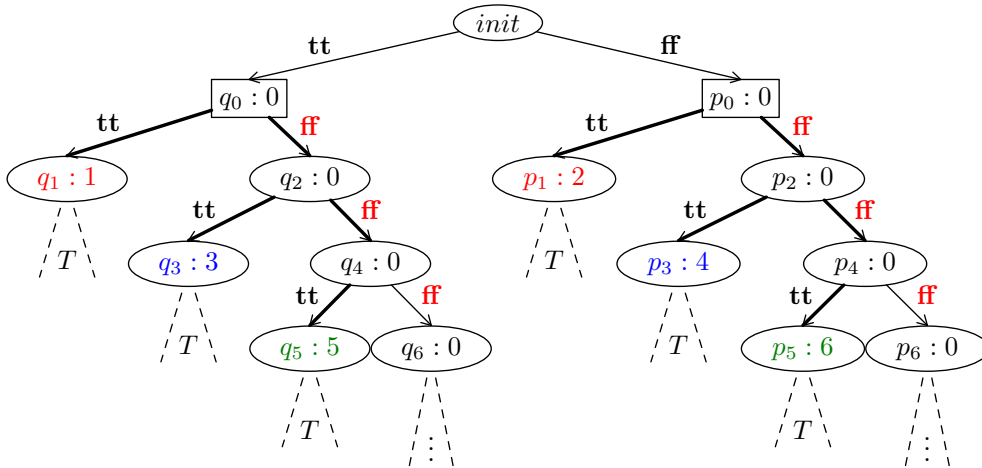 init
tt ff
q₀ : 0 p₀ : 0
tt ff tt ff
q₁ : 1 q₂ : 0 p₁ : 2 p₂ : 0
tt ff tt ff
T q₃ : 3 q₄ : 0 T p₃ : 4 p₄ : 0
tt ff tt ff
T q₅ : 5 q₆ : 0 T p₅ : 6 p₆ : 0
T ⋮ T ⋮